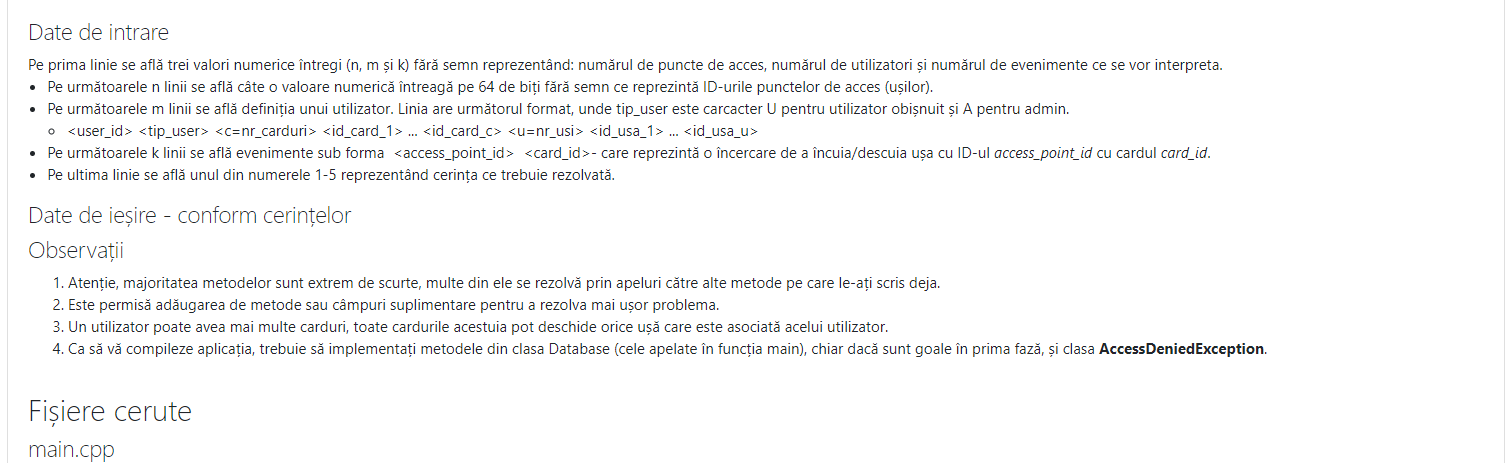 Date de intrare
Pe prima linie se află trei valori numerice întregi (n, m și k) fără semn reprezentând: numărul de puncte de acces, numărul de utilizatori și numărul de evenimente ce se vor interpreta.
• Pe următoarele n linii se află câte o valoare numerică întreagă pe 64 de biți fără semn ce reprezintă ID-urile punctelor de acces (ușilor).
• Pe următoarele m linii se află definiția unui utilizator. Linia are următorul format, unde tip_user este carcacter U pentru utilizator obișnuit și A pentru admin.
◦ <user_id> <tip_user> <c=nr_carduri> <id_card_1> ... <id_card_c> <u=nr_usi> <id_usa_1> ... <id_usa_u>
• Pe următoarele k linii se află evenimente sub forma <access_point_id> <card_id>- care reprezintă o încercare de a încuia/descuia ușa cu ID-ul access_point_id cu cardul card_id.
• Pe ultima linie se află unul din numerele 1-5 reprezentând cerința ce trebuie rezolvată.
Date de ieșire - conform cerințelor
Observații
1. Atenție, majoritatea metodelor sunt extrem de scurte, multe din ele se rezolvă prin apeluri către alte metode pe care le-ați scris deja.
2. Este permisă adăugarea de metode sau câmpuri suplimentare pentru a rezolva mai ușor problema.
3. Un utilizator poate avea mai multe carduri, toate cardurile acestuia pot deschide orice ușă care este asociată acelui utilizator.
4. Ca să vă compileze aplicația, trebuie să implementați metodele din clasa Database (cele apelate în funcția main), chiar dacă sunt goale în prima fază, și clasa AccessDeniedException.
Fișiere cerute
main.cpp